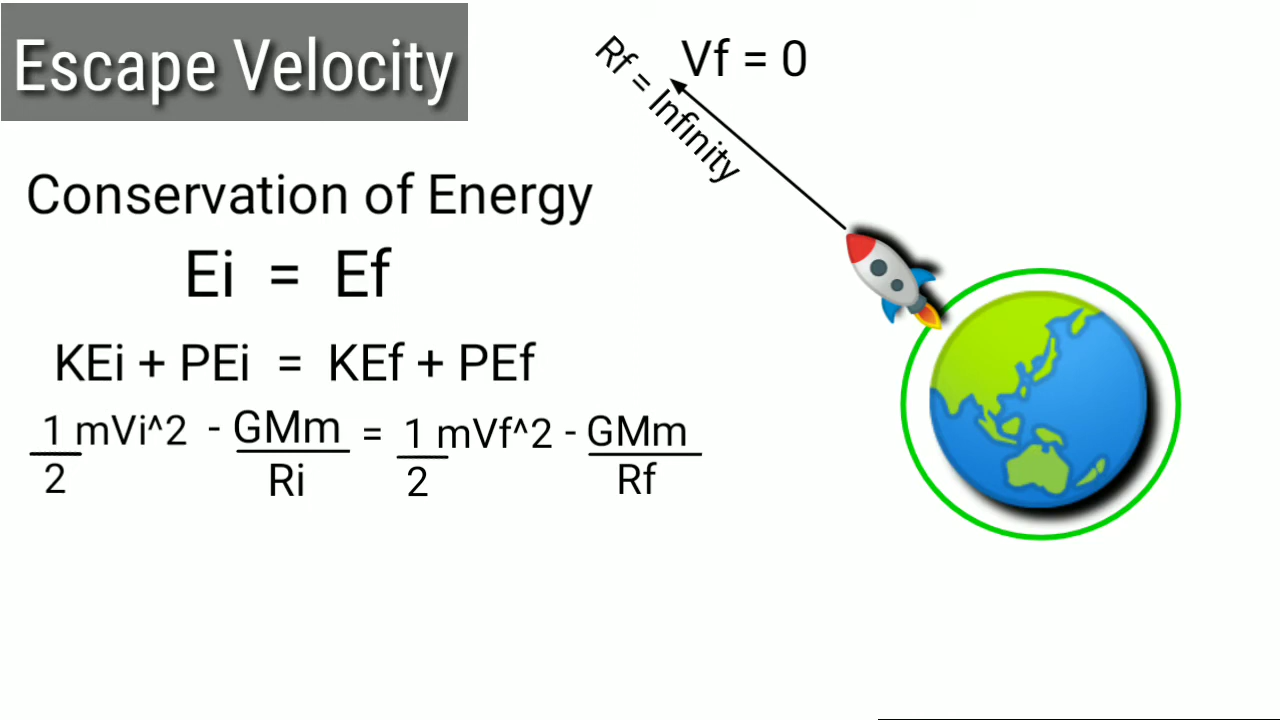 Escape Velocity
Vf = 0
Rf = Infinity
Conservation of Energy
Ei = Ef
KEi + PEi = KEf + PEf
1 mVi^2 - GMm = 1 mVf^2 - GMm
2 Ri 2 Rf